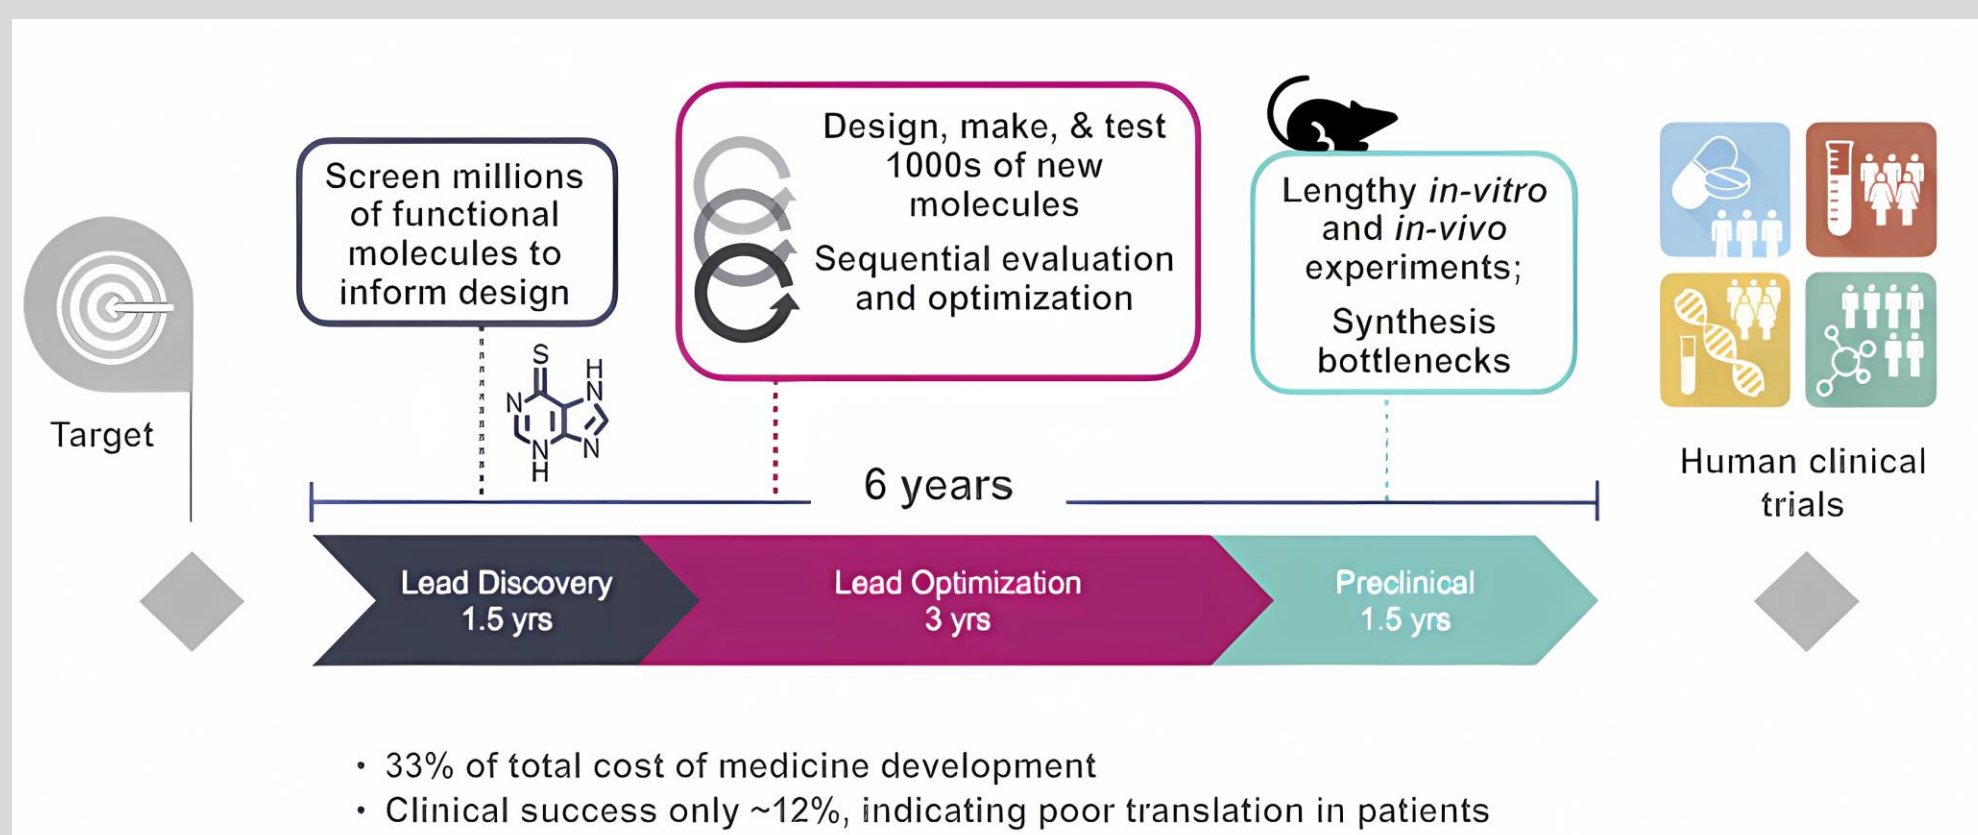 Target
Screen millions
of functional
molecules to
inform design
S
N
H
N
N
H
N
Design, make, & test
1000s of new
molecules
Sequential evaluation
and optimization
Lengthy in-vitro
and in-vivo
experiments;
Synthesis
bottlenecks
Human clinical
trials
6 years
Lead Discovery
1.5 yrs
Lead Optimization
3 yrs
Preclinical
1.5 yrs
• 33% of total cost of medicine development
• Clinical success only ~12%, indicating poor translation in patients